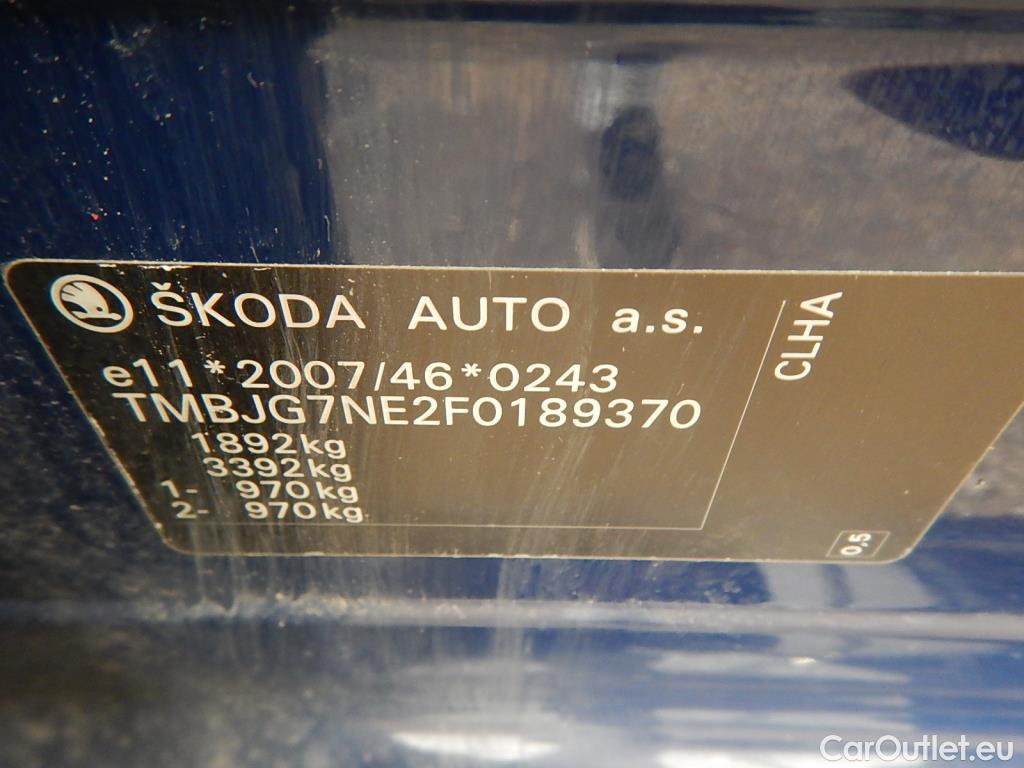 ŠKODA AUTO a.s.
e11*2007/46*0243
TMBJG7NE2F0189370
1892kg
3392kg
1- 970kg
2- 970kg
CLHA
0,5
CarOutlet.eu